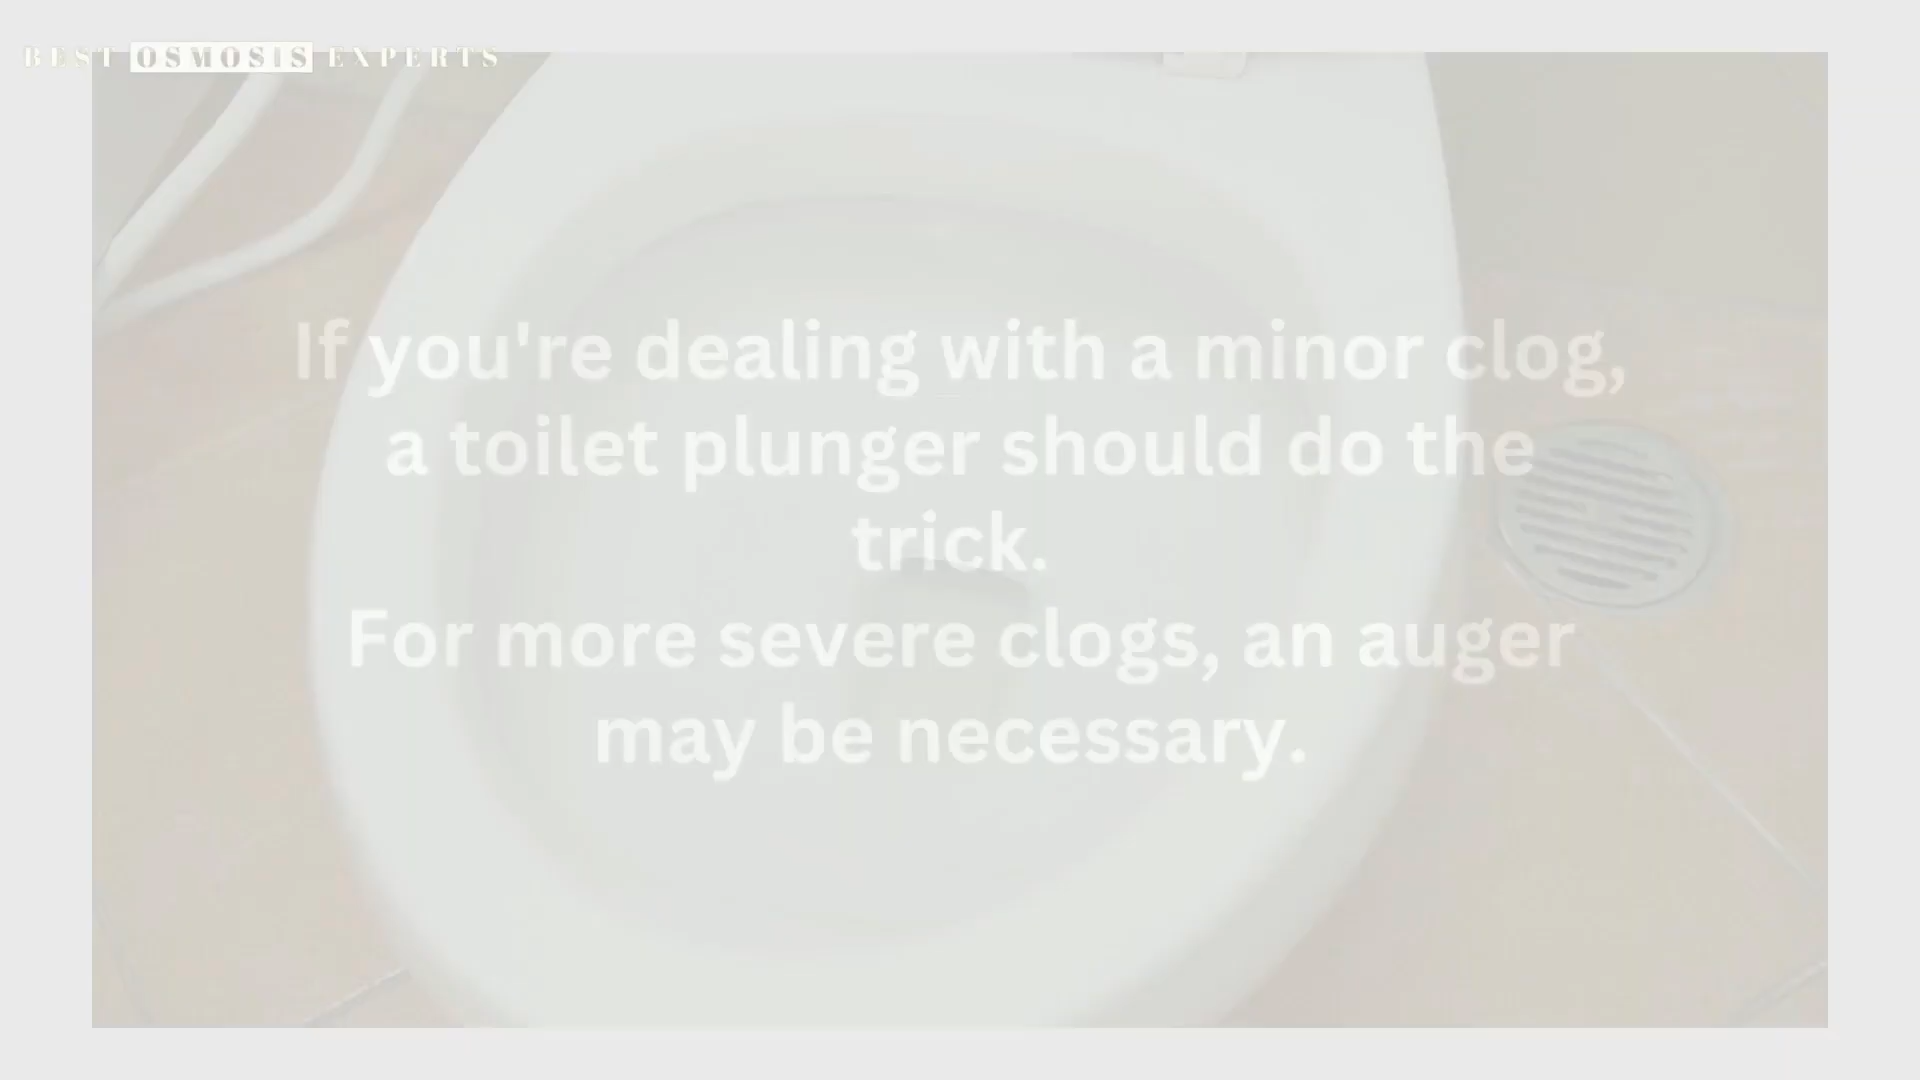 BEST OSMOSIS EXPERTS
If you're dealing with a minor clog,
a toilet plunger should do the
trick.
For more severe clogs, an auger
may be necessary.